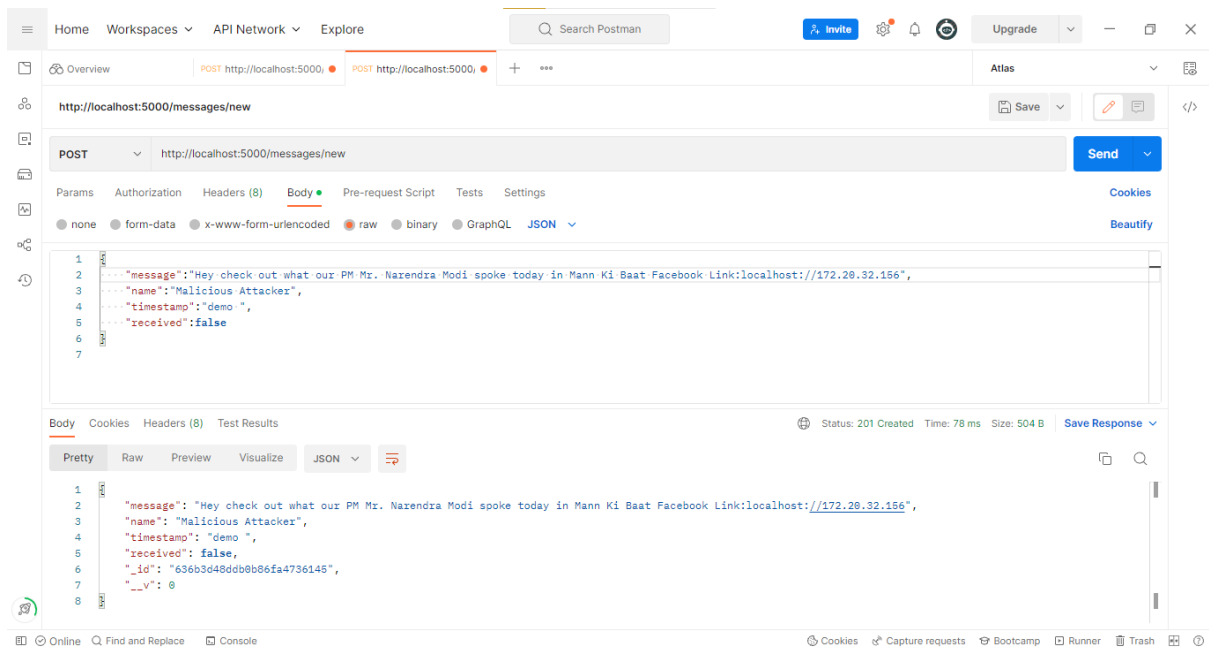 Home Workspaces API Network Explore Search Postman Invite Upgrade
Overview POST http://localhost:5000/ POST http://localhost:5000/ + ooo Atlas
http://localhost:5000/messages/new Save </>
POST http://localhost:5000/messages/new Send
Params Authorization Headers (8) Body Pre-request Script Tests Settings Cookies
none form-data x-www-form-urlencoded raw binary GraphQL JSON Beautify
1 {
2 "message":"Hey check out what our PM Mr. Narendra Modi spoke today in Mann Ki Baat Facebook Link:localhost://172.20.32.156",
3 "name":"Malicious Attacker",
4 "timestamp":"demo ",
5 "received":false
6 }
7
Body Cookies Headers (8) Test Results Status: 201 Created Time: 78 ms Size: 504 B Save Response
Pretty Raw Preview Visualize JSON
1 {
2 "message": "Hey check out what our PM Mr. Narendra Modi spoke today in Mann Ki Baat Facebook Link:localhost://172.20.32.156",
3 "name": "Malicious Attacker",
4 "timestamp": "demo ",
5 "received": false,
6 "_id": "636b3d48ddb0b86fa4736145",
7 "__v": 0
8 }
Online Find and Replace Console Cookies Capture requests Bootcamp Runner Trash